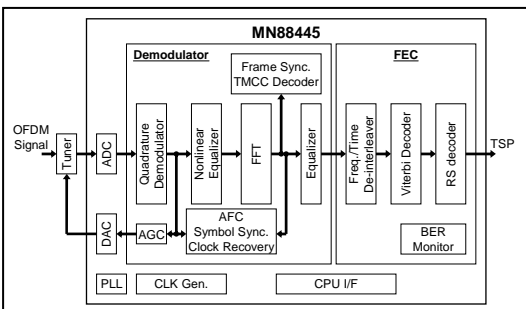 MN88445
Demodulator
FEC
Frame Sync.
TMCC Decoder
OFDM
Signal
Tuner
ADC
Quadrature
Demodulator
Nonlinear
Equalizer
FFT
Equalizer
Freq./Time
De-interleaver
Viterbi Decoder
RS decoder
TSP
DAC
AGC
AFC
Symbol Sync.
Clock Recovery
BER
Monitor
PLL
CLK Gen.
CPU I/F